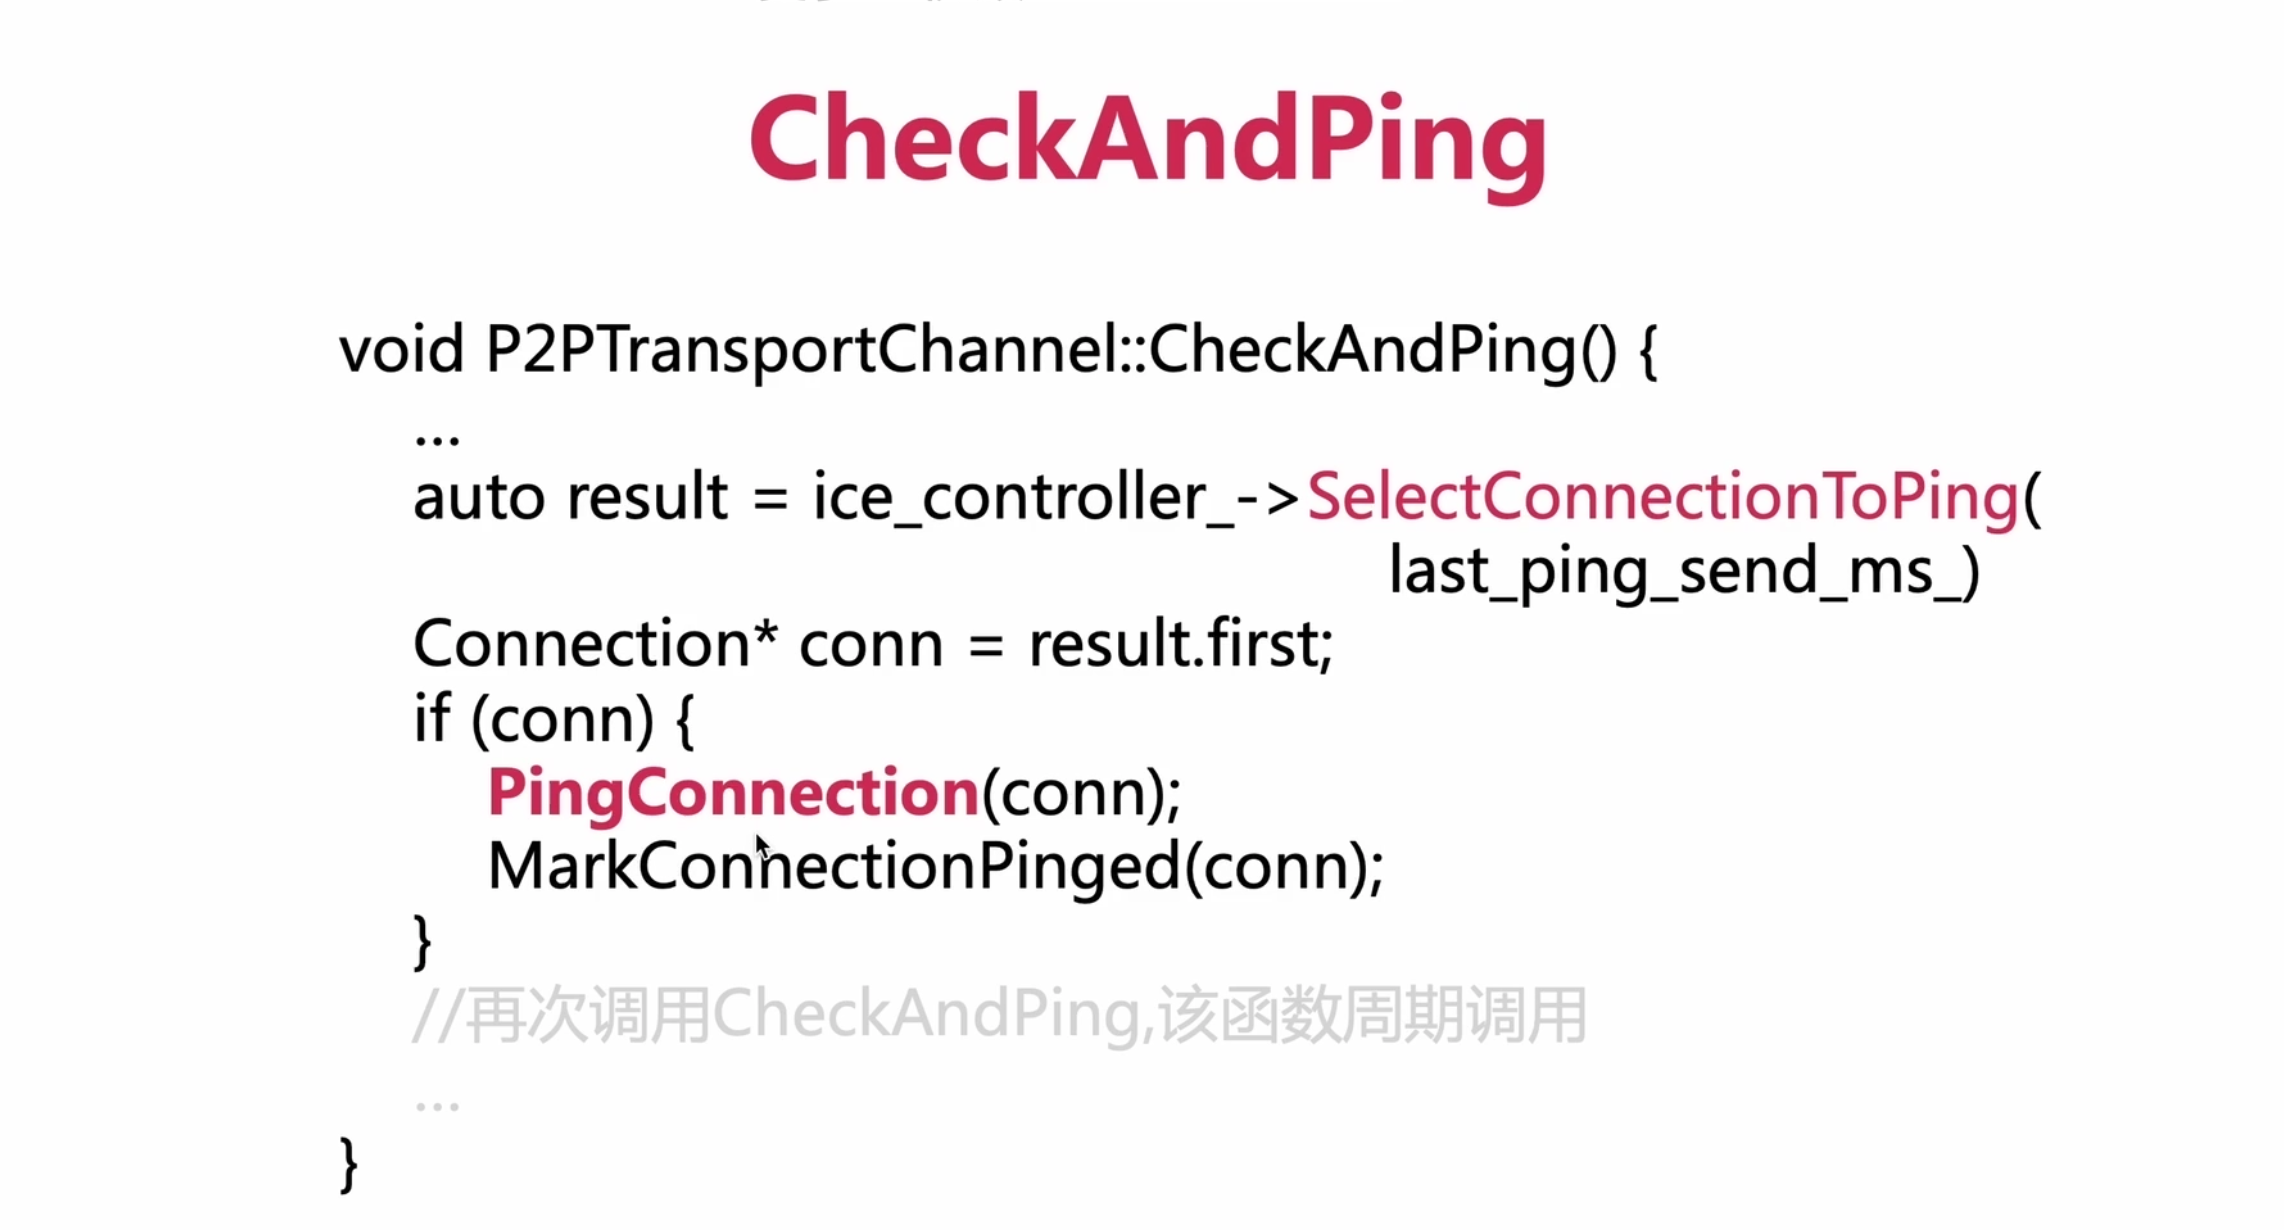 CheckAndPing
void P2PTransportChannel::CheckAndPing() {
...
auto result = ice_controller_->SelectConnectionToPing(
last_ping_send_ms_)
Connection* conn = result.first;
if (conn) {
PingConnection(conn);
MarkConnectionPinged(conn);
}
//再次调用CheckAndPing,该函数周期调用
...
}